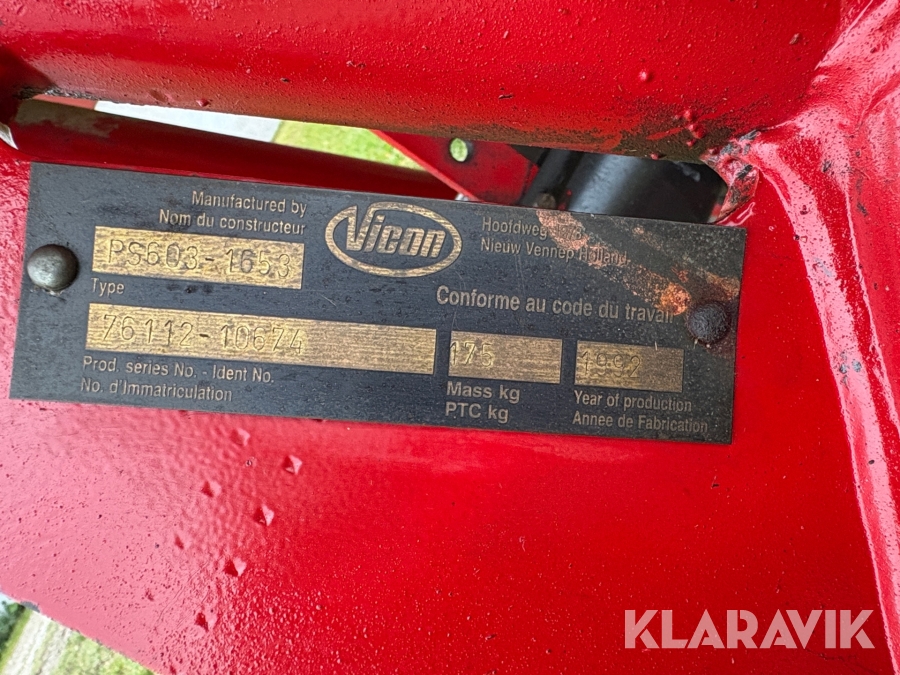 Manufactured by
Nom du constructeur
Vicon
Hoofdweg
Nieuw Vennep Holland
PS603-1653
Type
Conforme au code du travail
76112-10674
175
1992
Prod. series No. - Ident No.
No. d'Immatriculation
Mass kg
PTC kg
Year of production
Annee de Fabrication
KLARAVIK